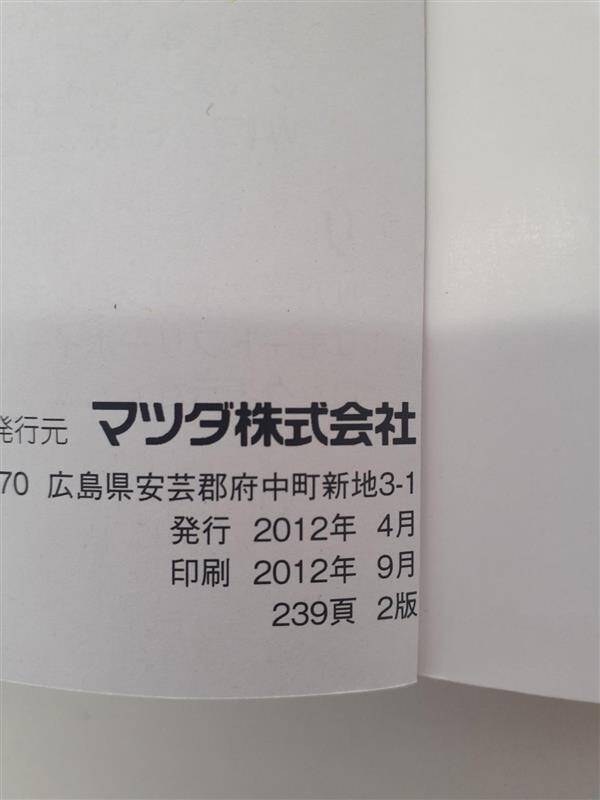 発行元 マツダ株式会社
70 広島県安芸郡府中町新地3-1
発行 2012年 4月
印刷 2012年 9月
239頁 2版